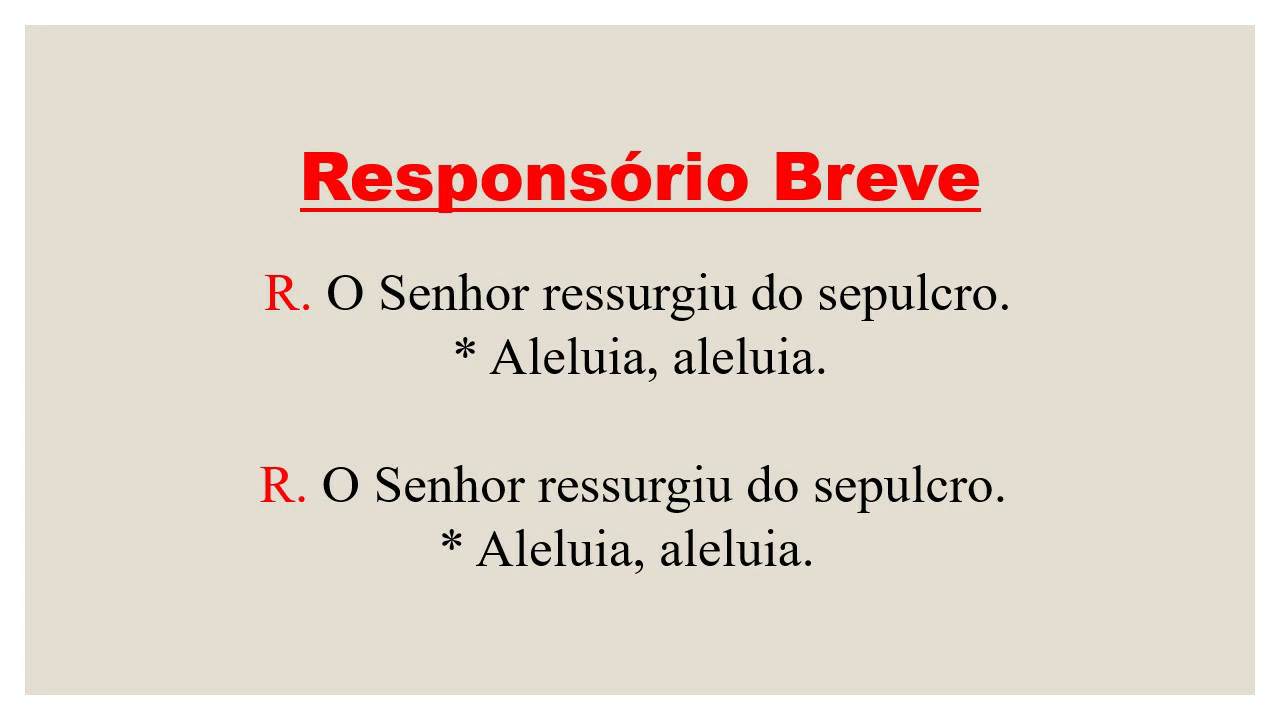 Responsório Breve
R. O Senhor ressurgiu do sepulcro.
* Aleluia, aleluia.
R. O Senhor ressurgiu do sepulcro.
* Aleluia, aleluia.